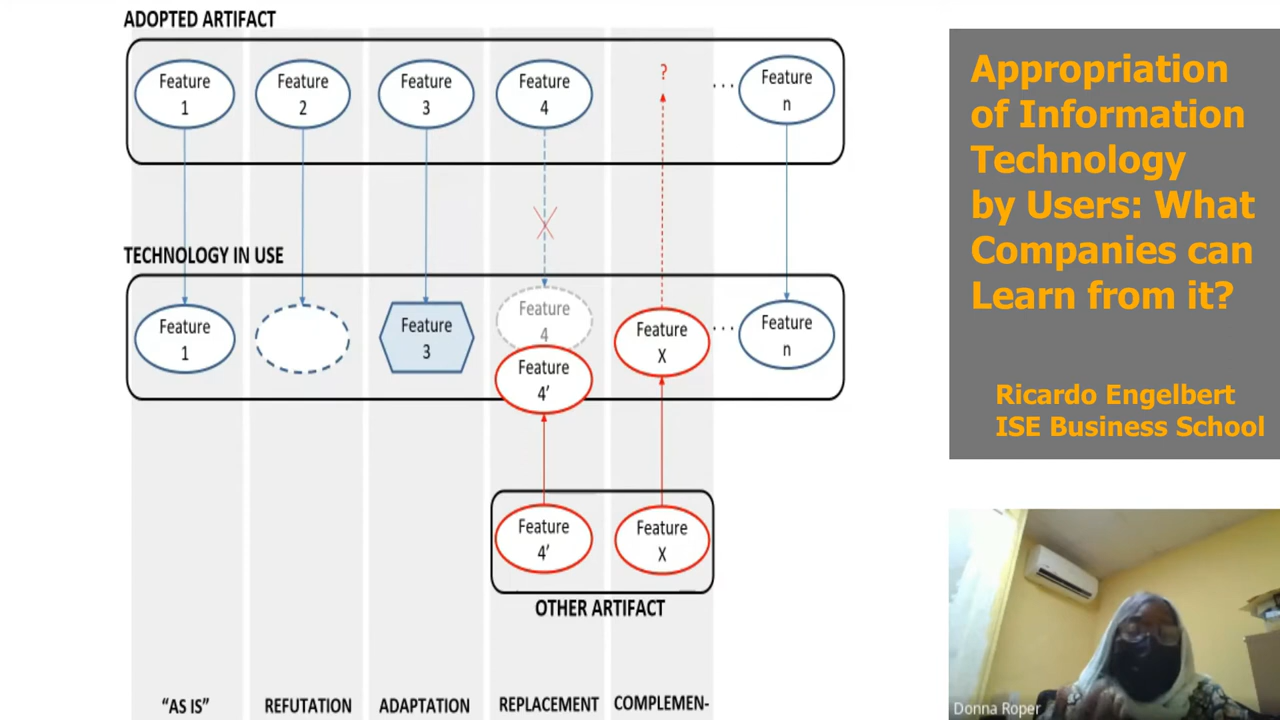 ADOPTED ARTIFACT
Feature
1
Feature
2
Feature
3
Feature
4
?
...
Feature
n
TECHNOLOGY IN USE
Feature
1
Feature
3
Feature
4
Feature
4’
Feature
X
...
Feature
n
Feature
4’
Feature
X
OTHER ARTIFACT
“AS IS”
REFUTATION
ADAPTATION
REPLACEMENT
COMPLEMEN-
Appropriation
of Information
Technology
by Users: What
Companies can
Learn from it?
Ricardo Engelbert
ISE Business School
Donna Roper